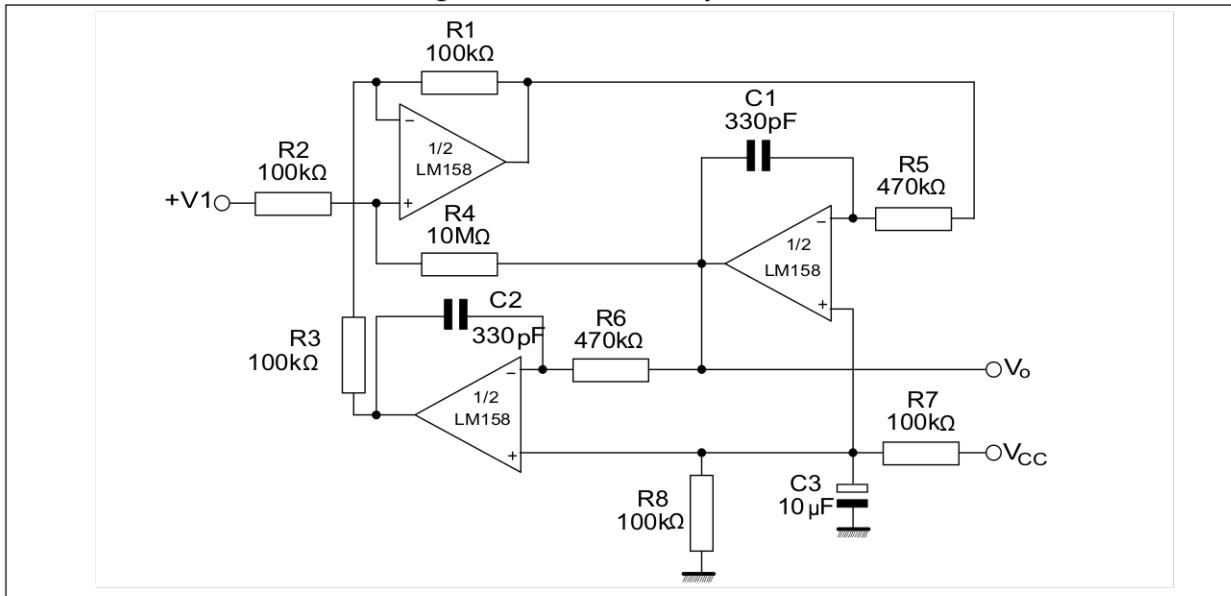 R1
100kΩ
C1
330pF
−
1/2
LM158
+
R2
100kΩ
+V1
R5
470kΩ
R4
10MΩ
−
1/2
LM158
+
C2
330pF
R6
470kΩ
R3
100kΩ
−
1/2
LM158
+
Vo
R7
100kΩ
VCC
R8
100kΩ
C3
10µF